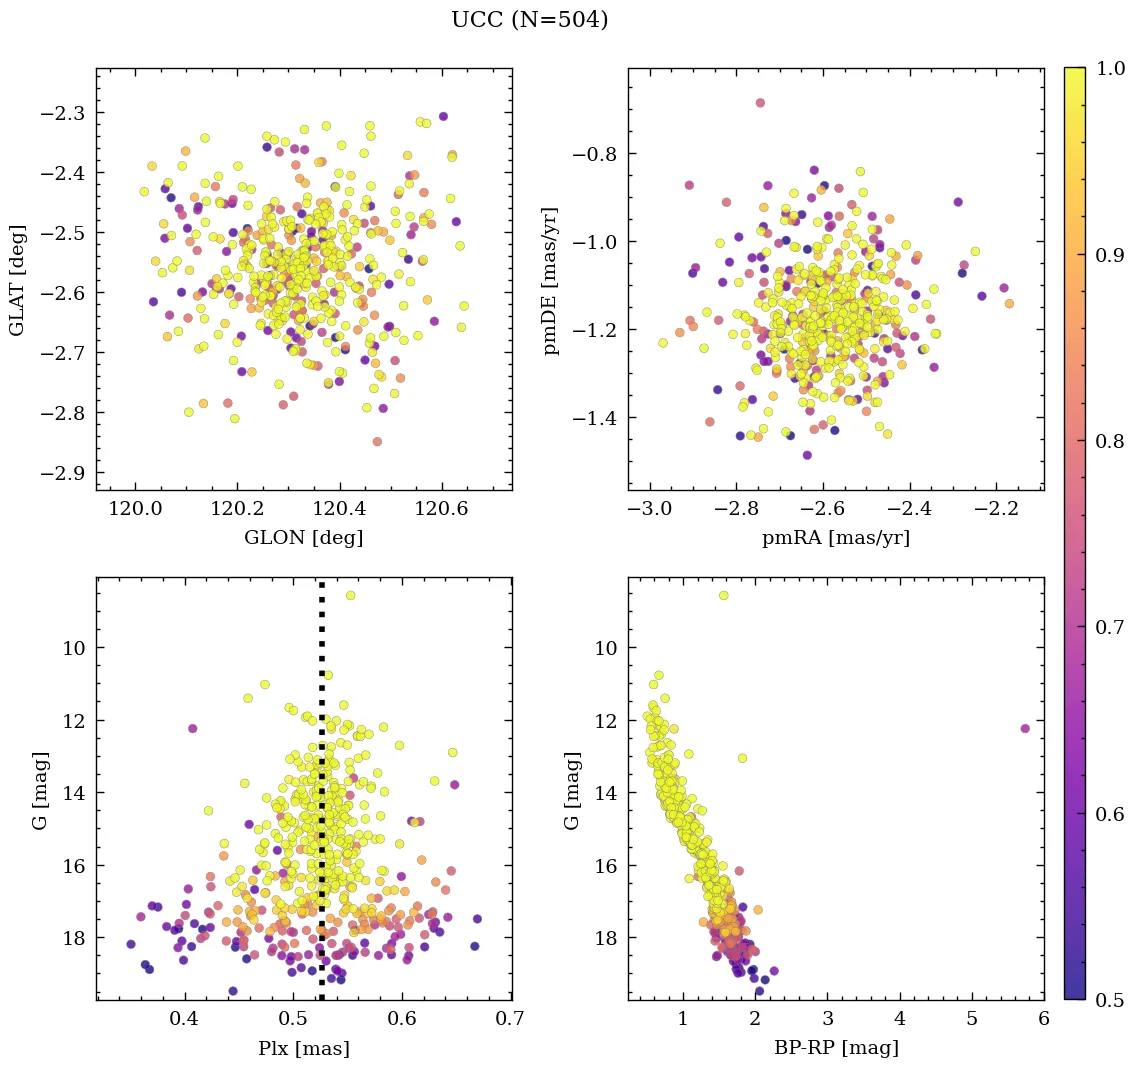 UCC (N=504)
−2.3
−2.4
−2.5
−2.6
−2.7
−2.8
−2.9
GLAT [deg]
120.0 120.2 120.4 120.6
GLON [deg]
−0.8
−1.0
−1.2
−1.4
pmDE [mas/yr]
−3.0 −2.8 −2.6 −2.4 −2.2
pmRA [mas/yr]
10
12
14
16
18
G [mag]
0.4 0.5 0.6 0.7
Plx [mas]
10
12
14
16
18
G [mag]
1 2 3 4 5 6
BP-RP [mag]
1.0
0.9
0.8
0.7
0.6
0.5